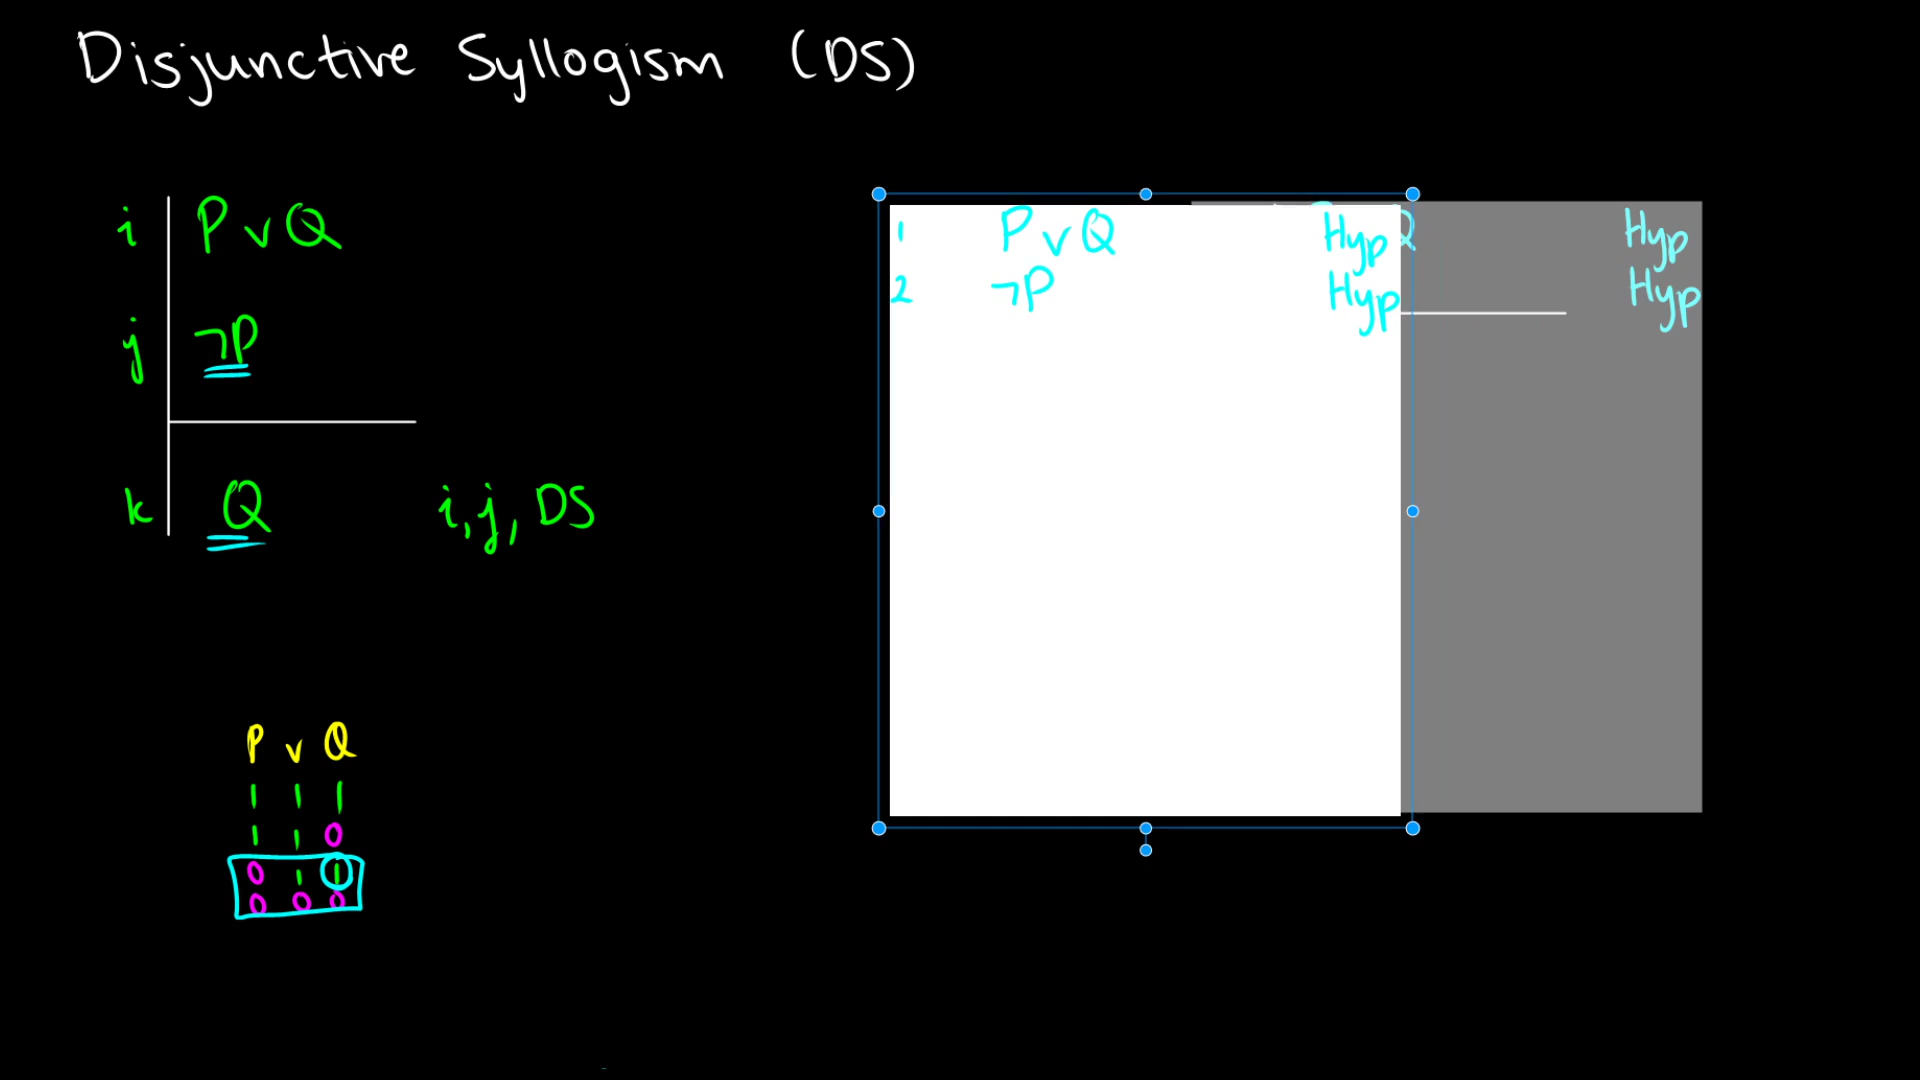 Disjunctive Syllogism (DS)
i P v Q
j ¬P
k Q i, j, DS
P v Q
1 1 1
1 1 0
0 1 1
0 0 0
1 P v Q Hyp
2 ¬P Hyp
Q Hyp
Hyp